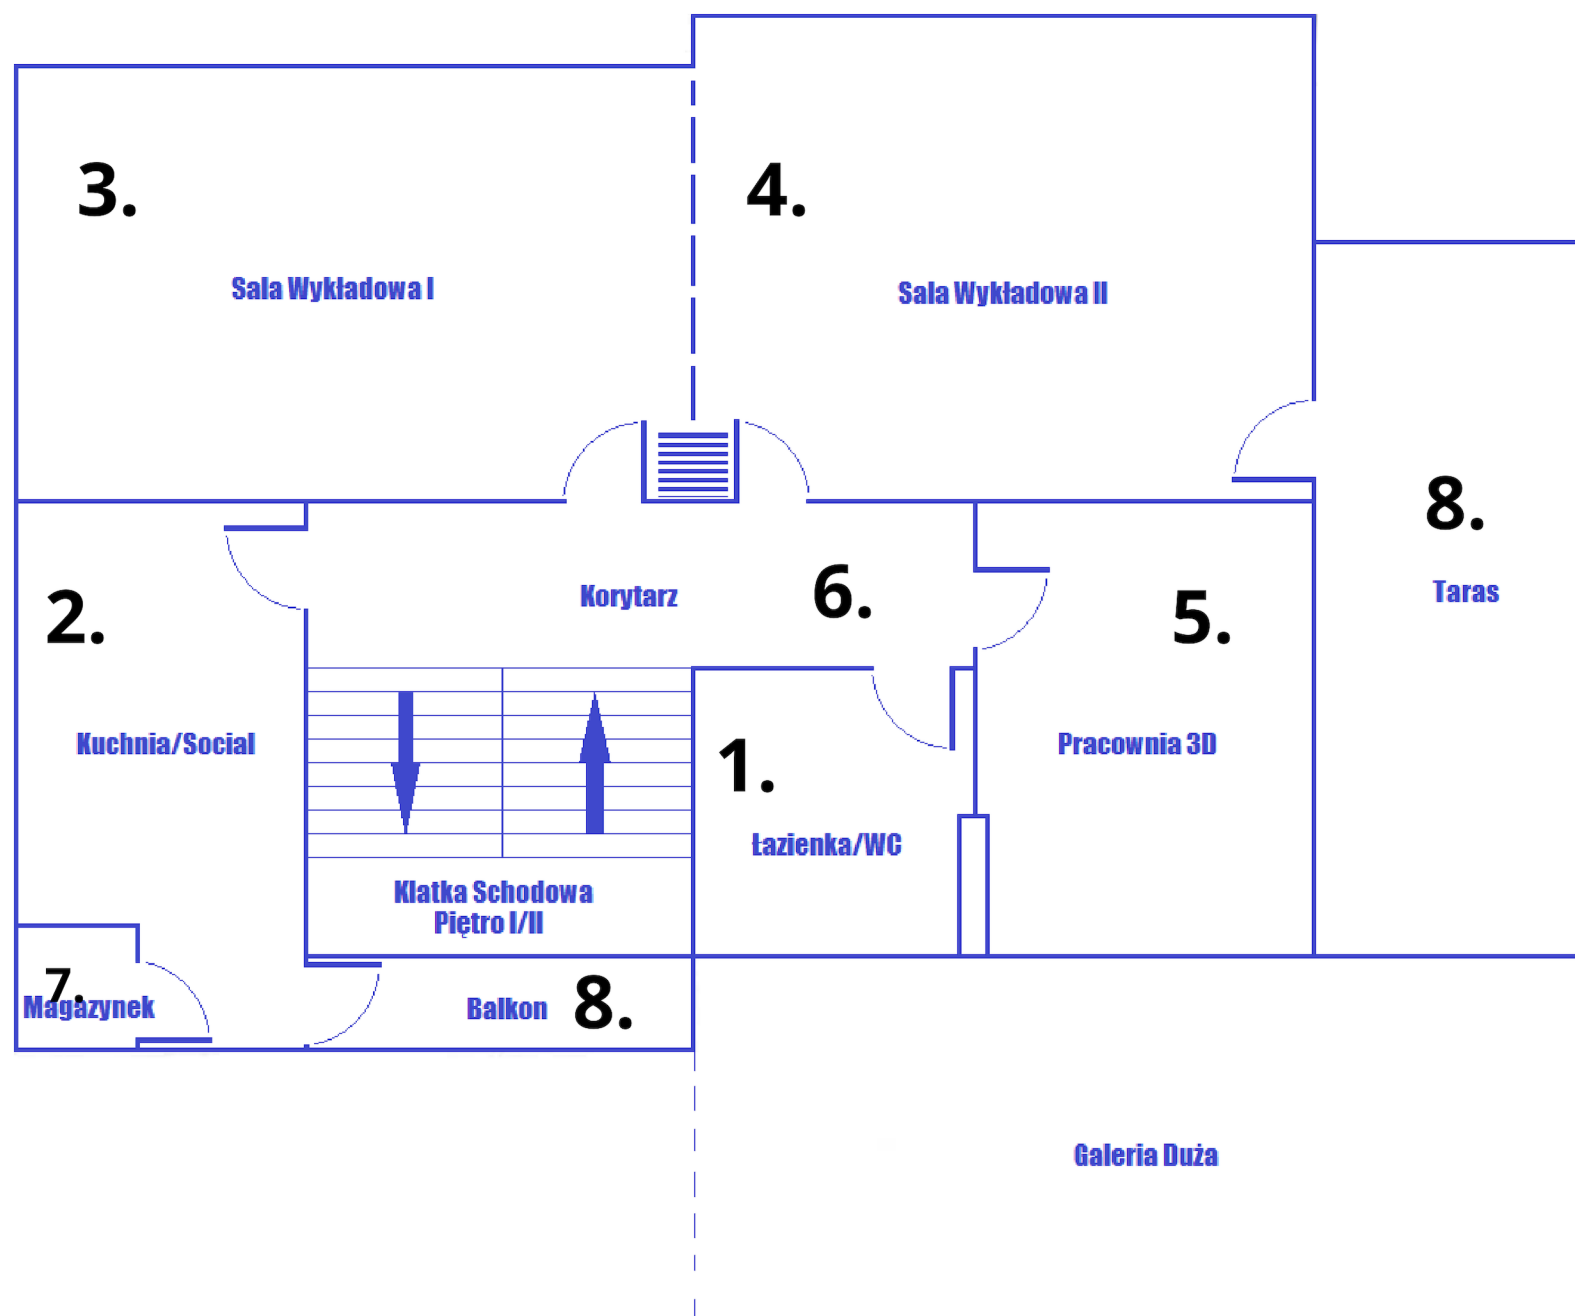 3.
4.
Sala Wykładowa I
Sala Wykładowa II
8.
2.
Korytarz
6.
5.
Taras
Kuchnia/Social
1.
Pracownia 3D
Łazienka/WC
Klatka Schodowa
Piętro I/II
7.
Magazynek
Balkon
8.
Galeria Duża